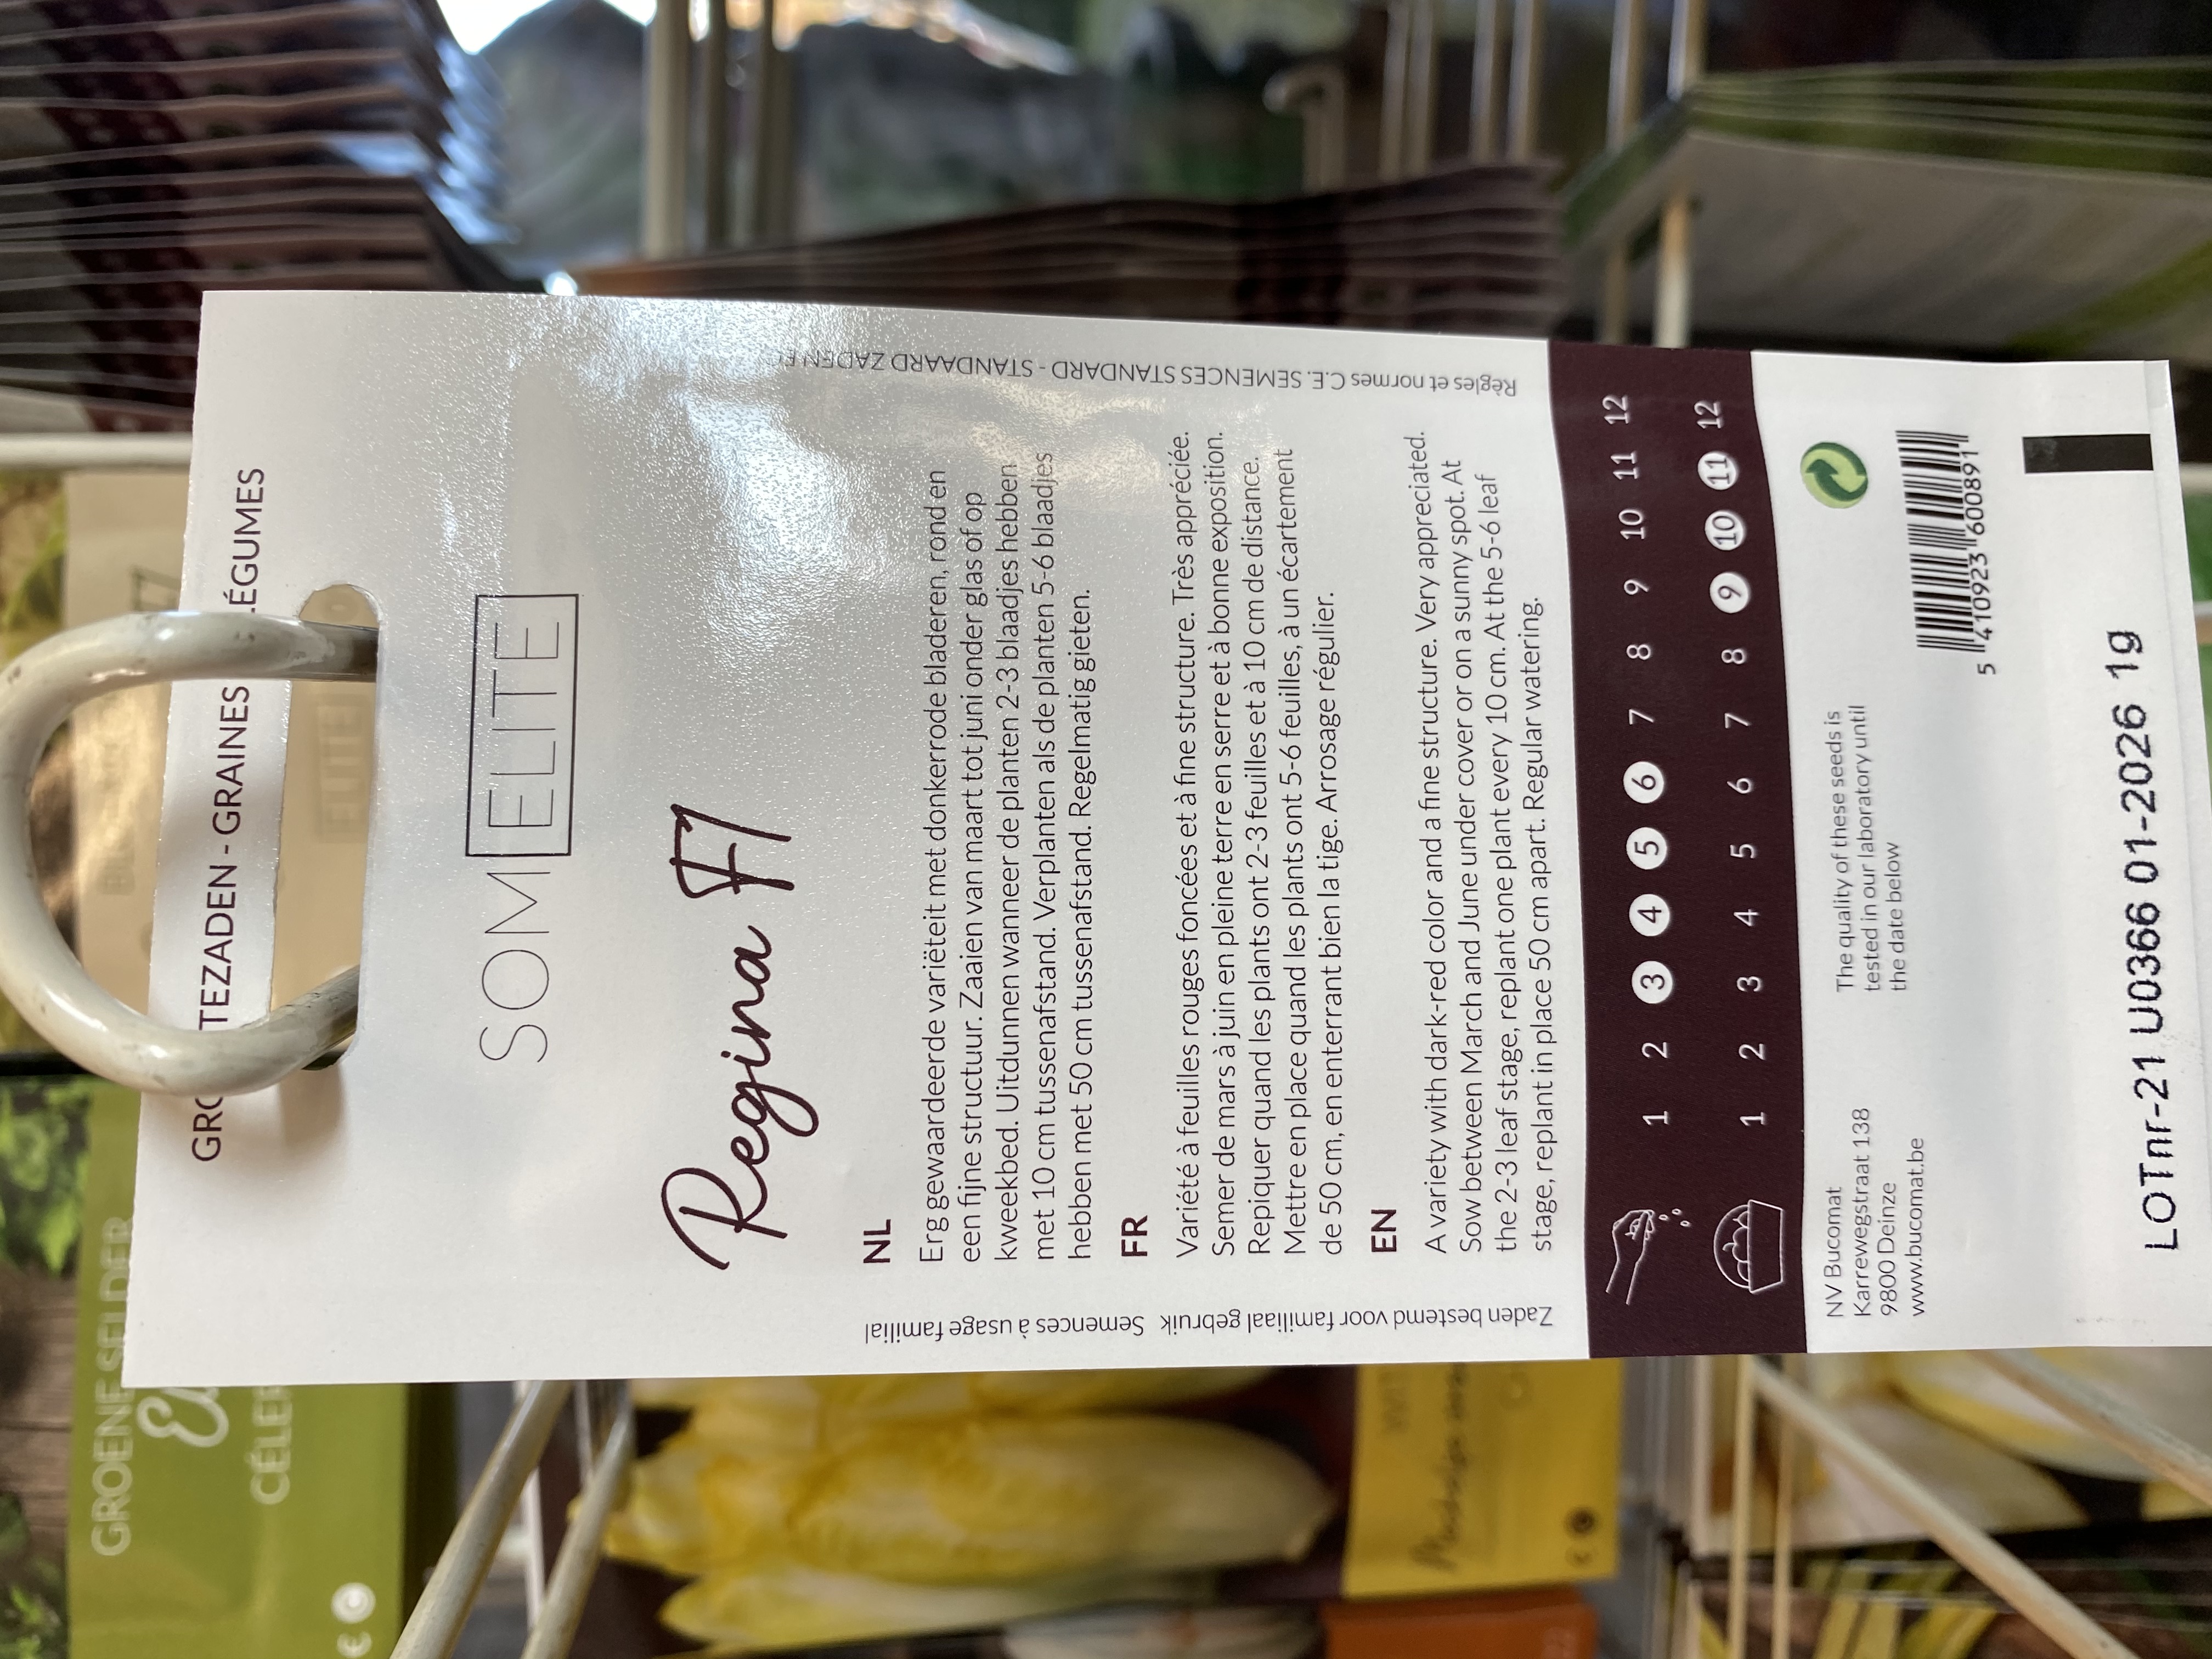 GRO TEZADEN - GRAINES LÉGUMES
SOMELITE
Regina F1
NL
Erg gewaardeerde variëteit met donkerrode bladeren, rond en
een fijne structuur. Zaaien van maart tot juni onder glas of op
kweekbed. Uitdunnen wanneer de planten 2-3 blaadjes hebben
met 10 cm tussenafstand. Verplanten als de planten 5-6 blaadjes
hebben met 50 cm tussenafstand. Regelmatig gieten.
FR
Variété à feuilles rouges foncées et à fine structure. Très appréciée.
Semer de mars à juin en pleine terre en serre et à bonne exposition.
Repiquer quand les plants ont 2-3 feuilles et à 10 cm de distance.
Mettre en place quand les plants ont 5-6 feuilles, à un écartement
de 50 cm, en enterrant bien la tige. Arrosage régulier.
EN
A variety with dark-red color and a fine structure. Very appreciated.
Sow between March and June under cover or on a sunny spot. At
the 2-3 leaf stage, replant one plant every 10 cm. At the 5-6 leaf
stage, replant in place 50 cm apart. Regular watering.
Zaden bestemd voor familiaal gebruik Semences à usage familial
Règles et normes C.E. SEMENCES STANDARD - STANDAARD ZADEN
1 2 3 4 5 6 7 8 9 10 11 12
1 2 3 4 5 6 7 8 9 10 11 12
NV Bucomat
Karrewegstraat 138
9800 Deinze
www.bucomat.be
The quality of these seeds is
tested in our laboratory until
the date below
5 410923 600891
LOTnr-21 U0366 01-2026 1g
GROENE SELDER
CÉLER